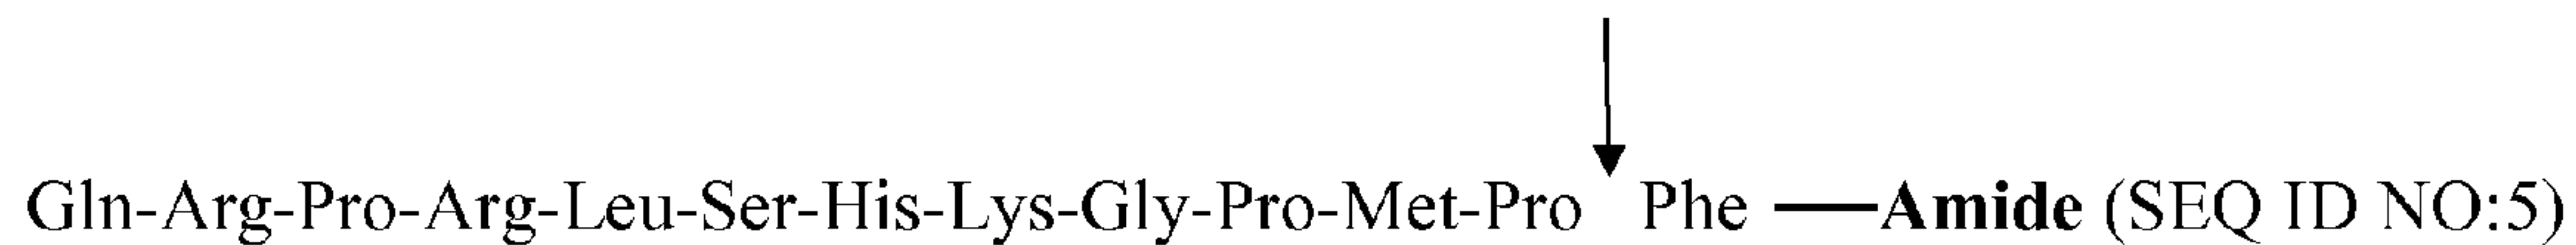 Gln-Arg-Pro-Arg-Leu-Ser-His-Lys-Gly-Pro-Met-Pro Phe —Amide (SEQ ID NO:5)